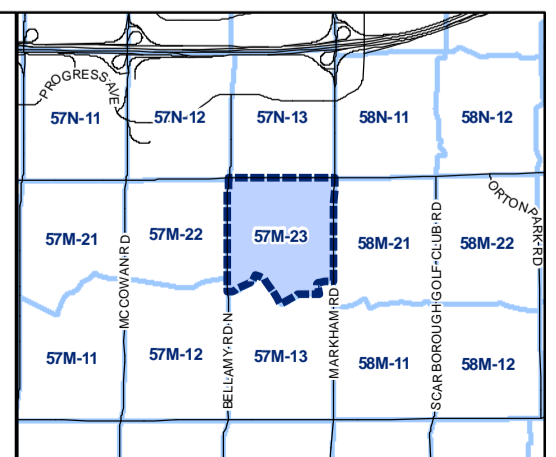 PROGRESS AVE
57N-11
57N-12
57N-13
58N-11
58N-12
ORTON PARK RD
57M-21
57M-22
57M-23
58M-21
58M-22
MCCOWAN RD
BELLAMY RD N
MARKHAM RD
SCARBOROUGH GOLF CLUB RD
57M-11
57M-12
57M-13
58M-11
58M-12